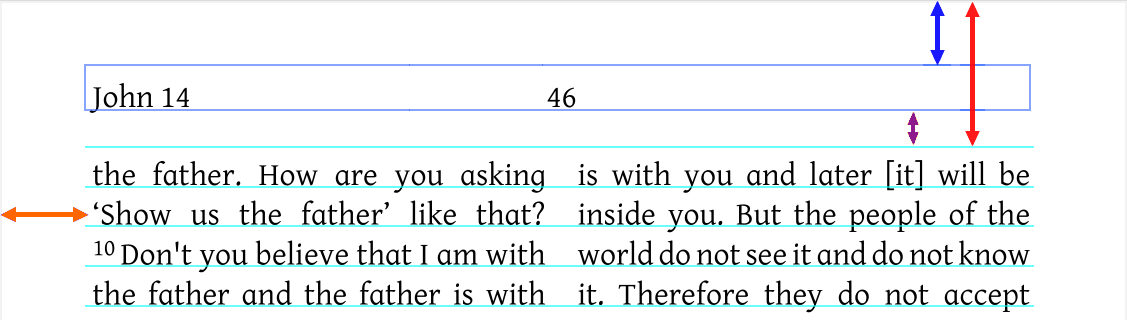 John 14 46
the father. How are you asking
‘Show us the father’ like that?
10 Don't you believe that I am with
the father and the father is with
is with you and later [it] will be
inside you. But the people of the
world do not see it and do not know
it. Therefore they do not accept